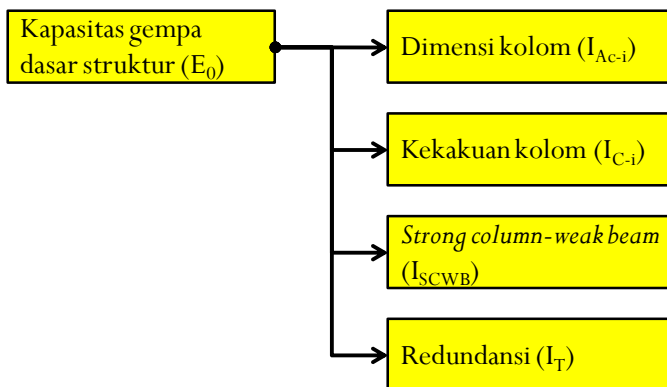 Kapasitas gempa
dasar struktur (E0)
Dimensi kolom (IAc-i)
Kekakuan kolom (IC-i)
Strong column-weak beam
(ISCWB)
Redundansi (IT)